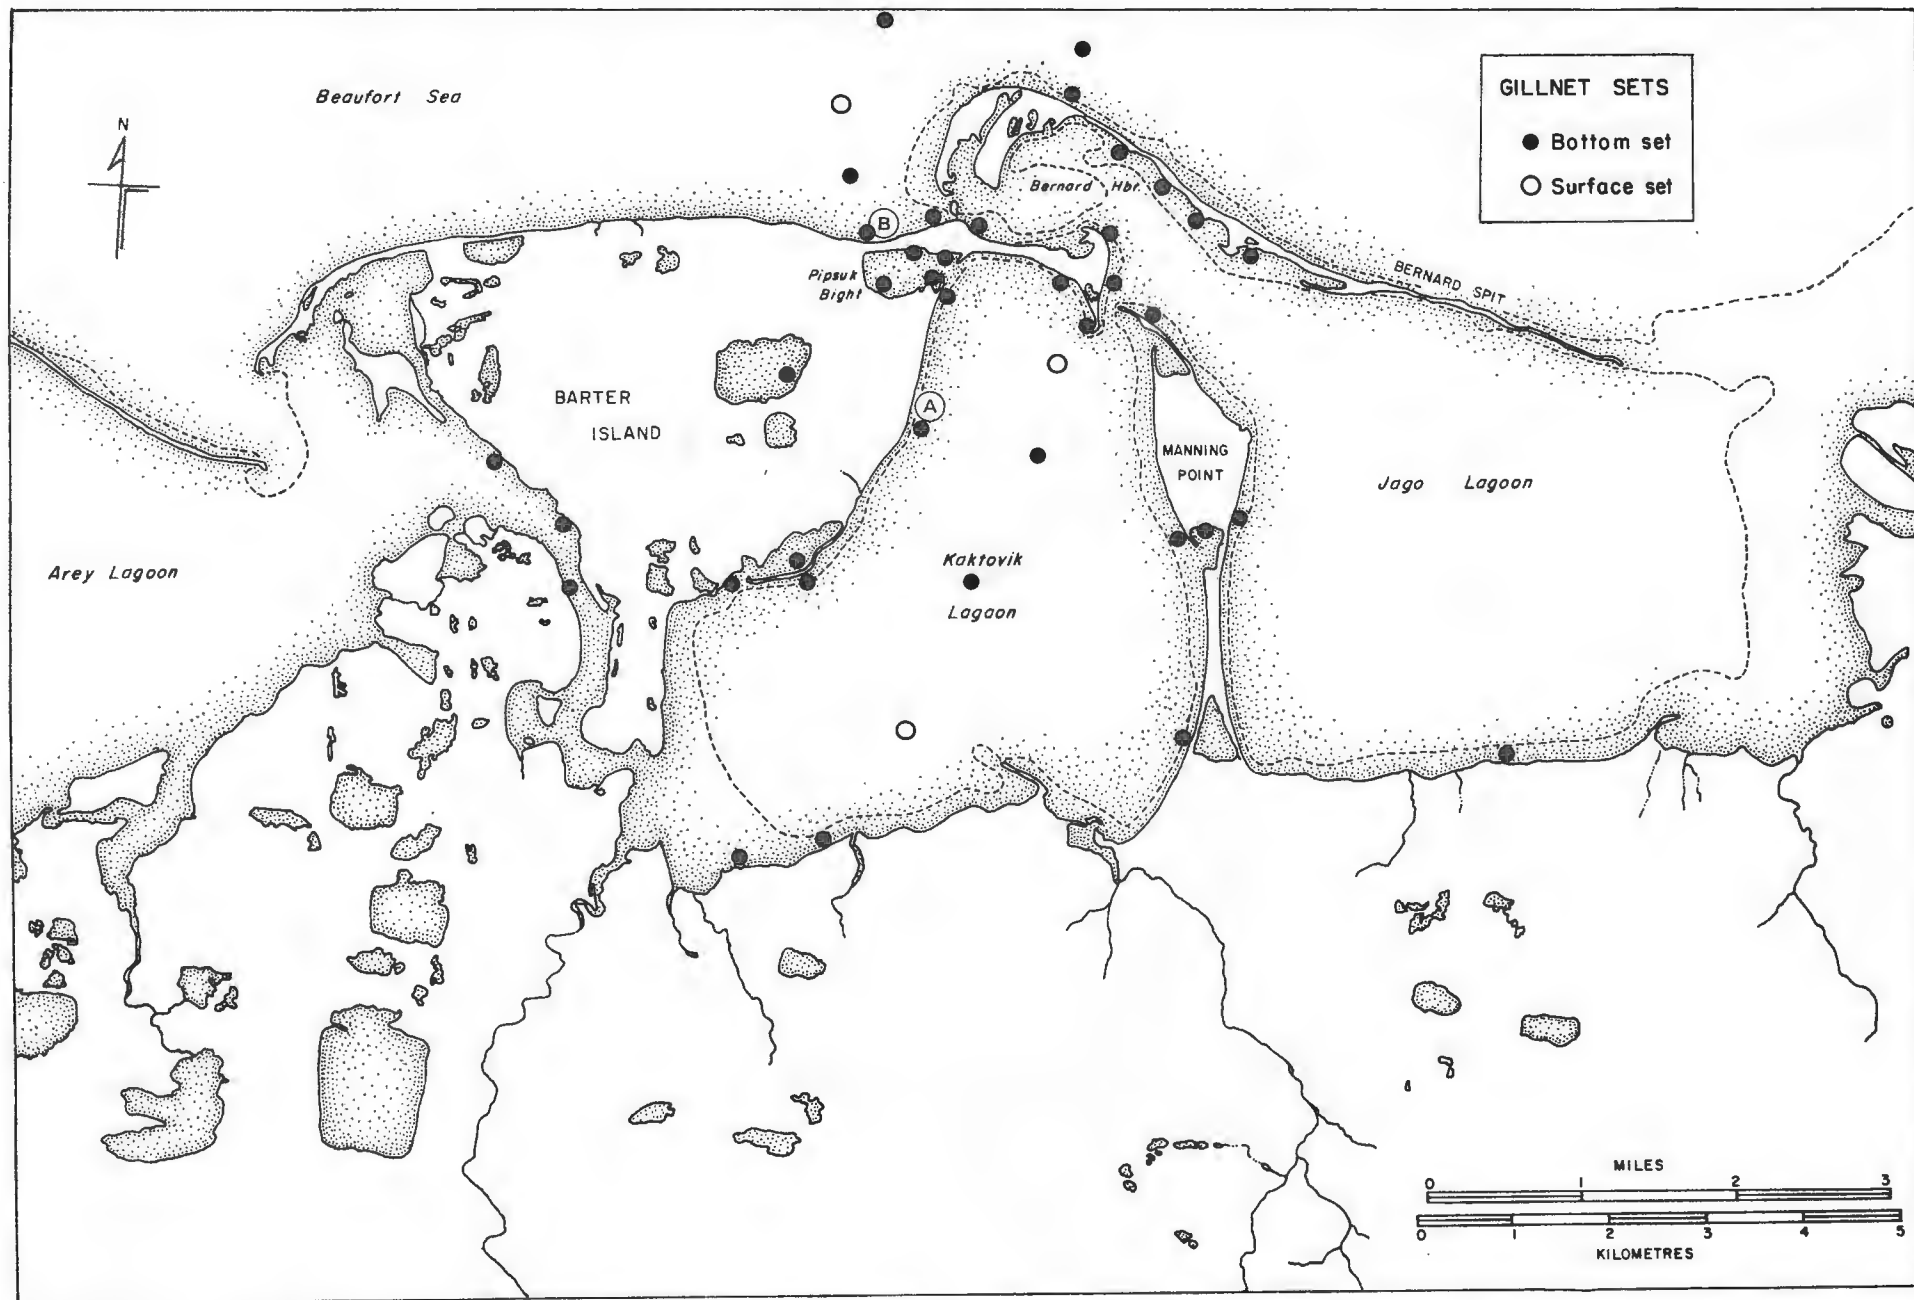 Beaufort Sea
N
GILLNET SETS
Bottom set
Surface set
Bernard Hbr.
B
Pipsuk
Bight
BERNARD SPIT
BARTER
ISLAND
A
MANNING
POINT
Jago Lagoon
Arey Lagoon
Kaktovik
Lagoon
MILES
0 1 2 3
0 1 2 3 4 5
KILOMETRES